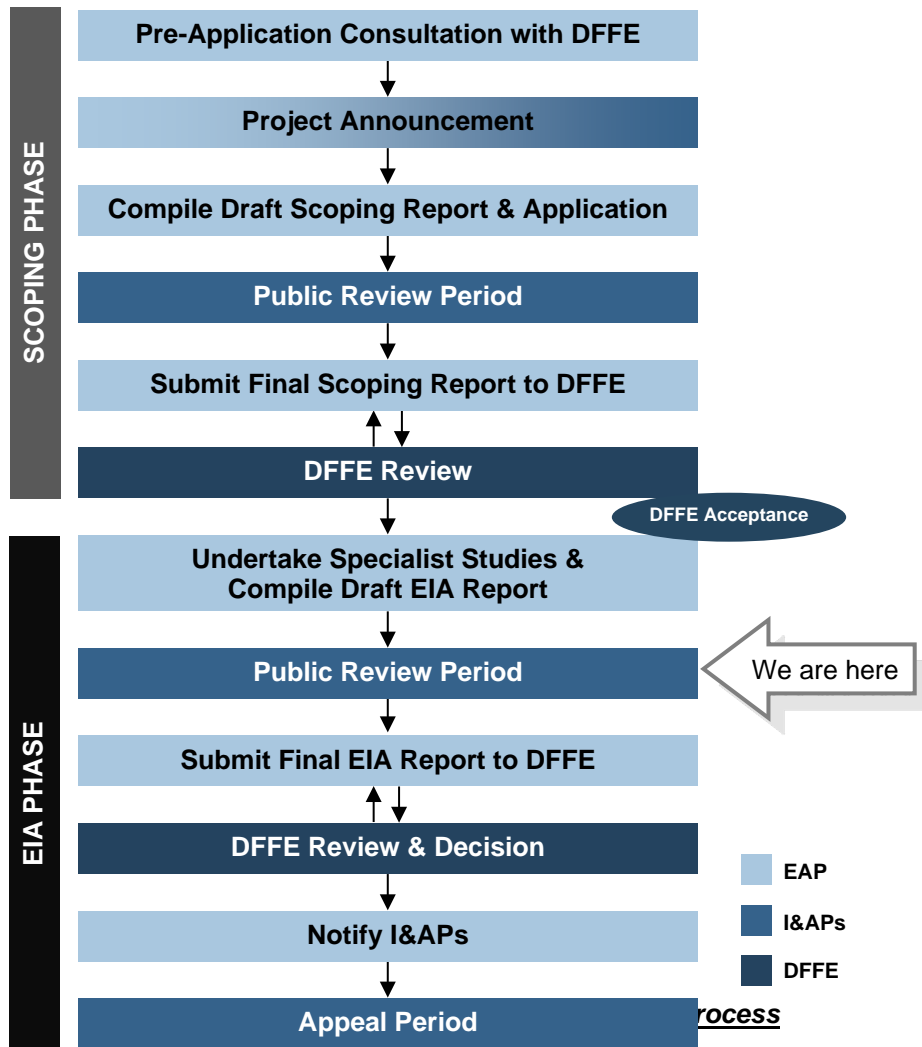 Pre-Application Consultation with DFFE
Project Announcement
Compile Draft Scoping Report & Application
Public Review Period
Submit Final Scoping Report to DFFE
DFFE Review
SCOPING PHASE
DFFE Acceptance
Undertake Specialist Studies &
Compile Draft EIA Report
Public Review Period
We are here
Submit Final EIA Report to DFFE
DFFE Review & Decision
Notify I&APs
Appeal Period
EIA PHASE
EAP
I&APs
DFFE
rocess